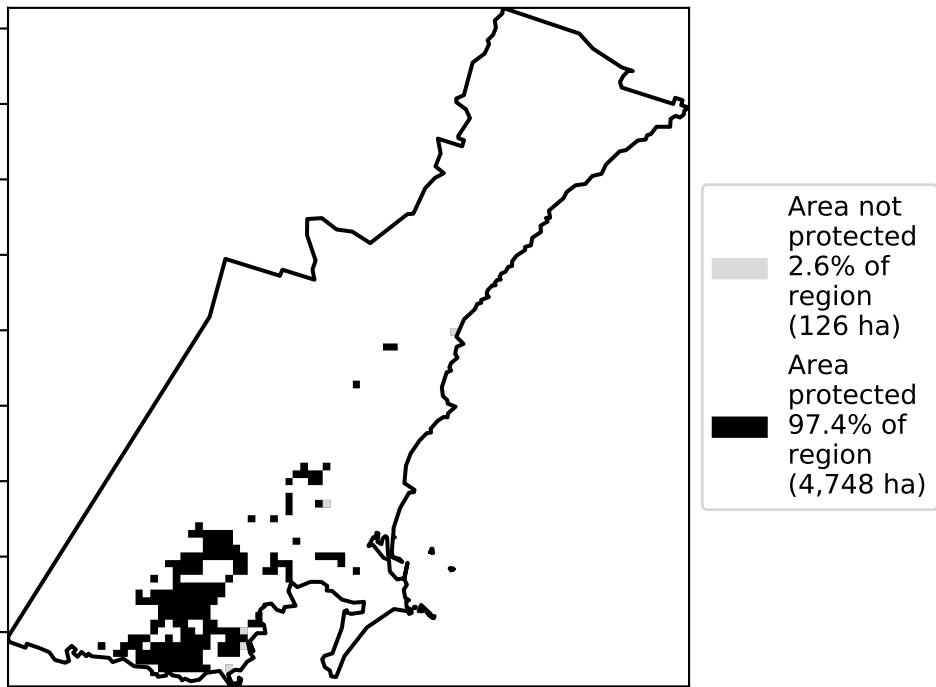 Area not
protected
2.6% of
region
(126 ha)
Area
protected
97.4% of
region
(4,748 ha)